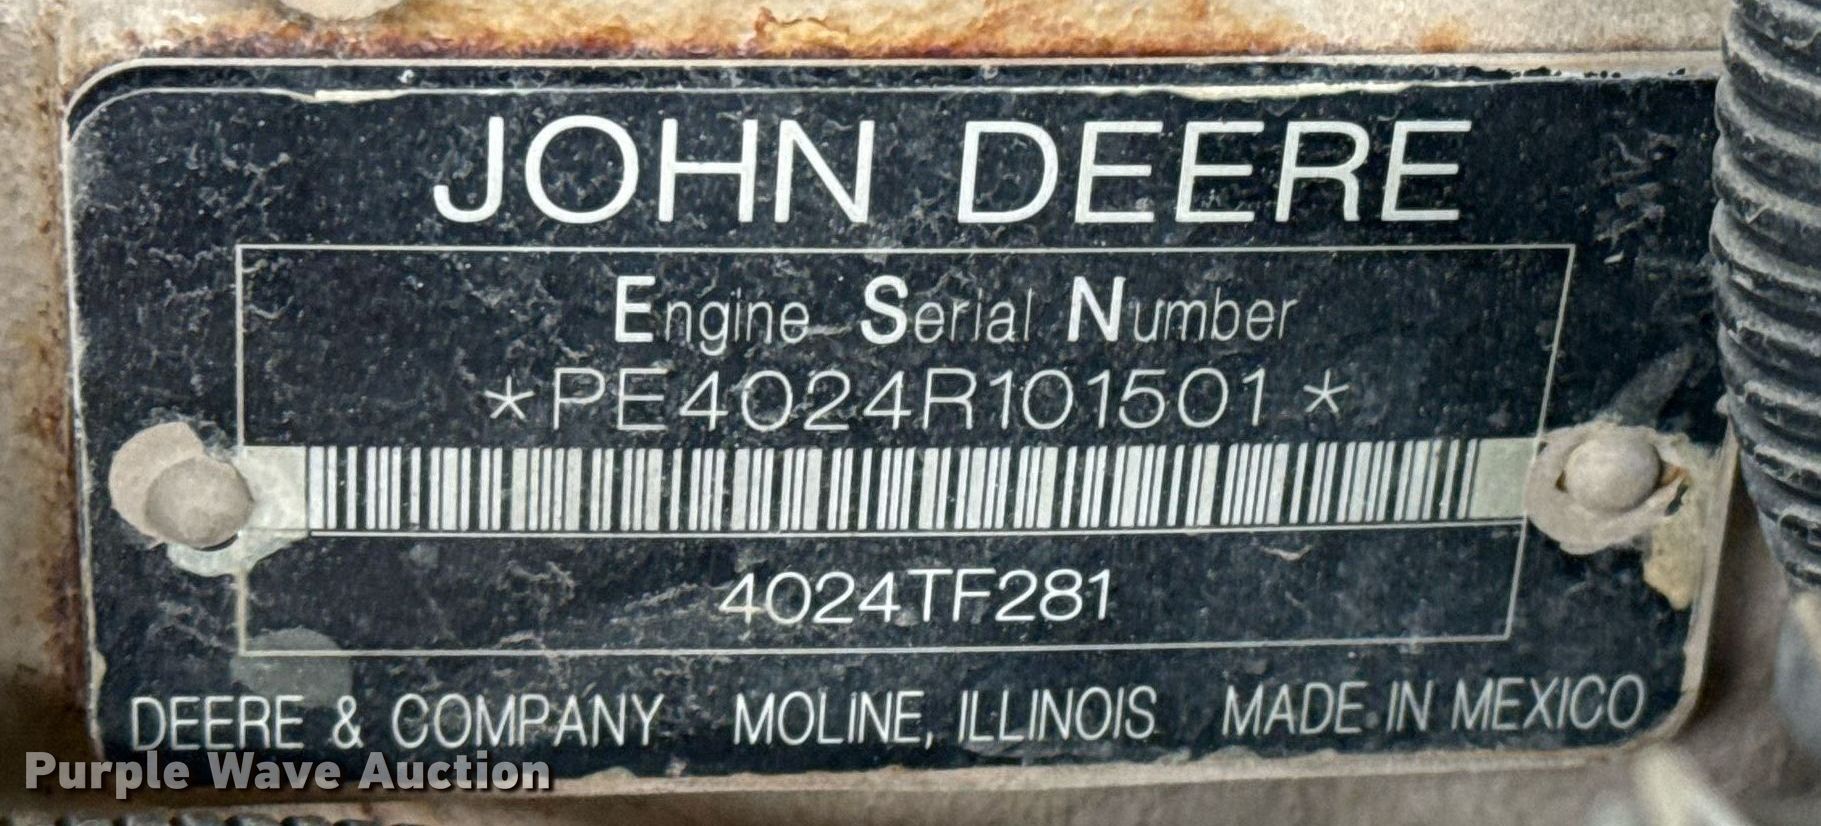 JOHN DEERE
Engine Serial Number
*PE4024R101501*
4024TF281
DEERE & COMPANY MOLINE, ILLINOIS MADE IN MEXICO
Purple Wave Auction